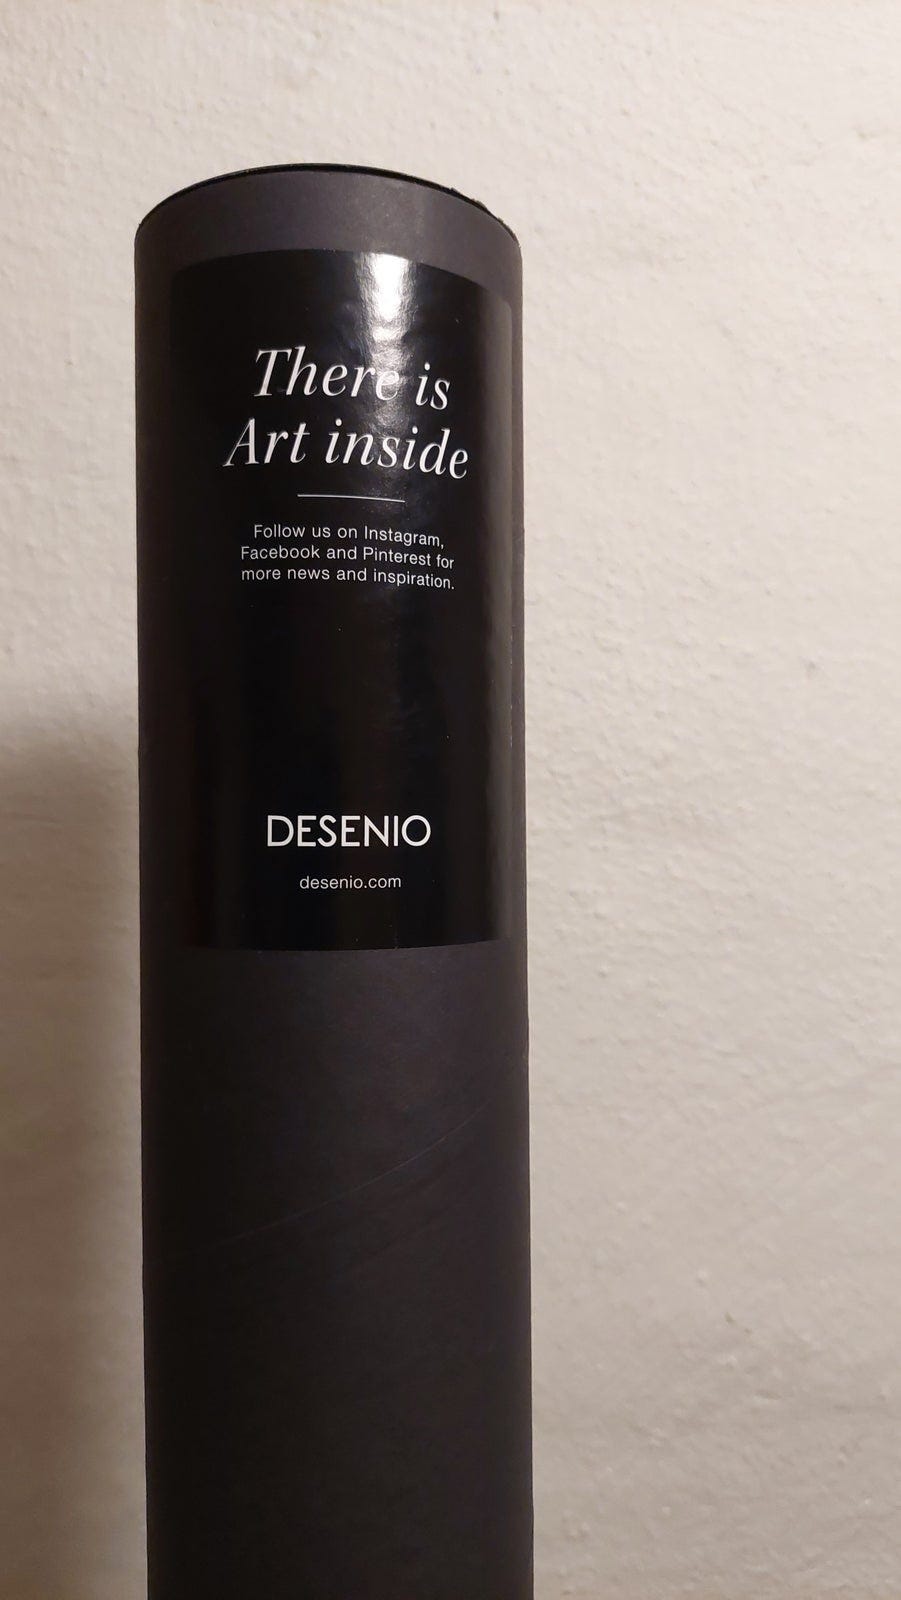 There is
Art inside
Follow us on Instagram,
Facebook and Pinterest for
more news and inspiration.
DESENIO
desenio.com